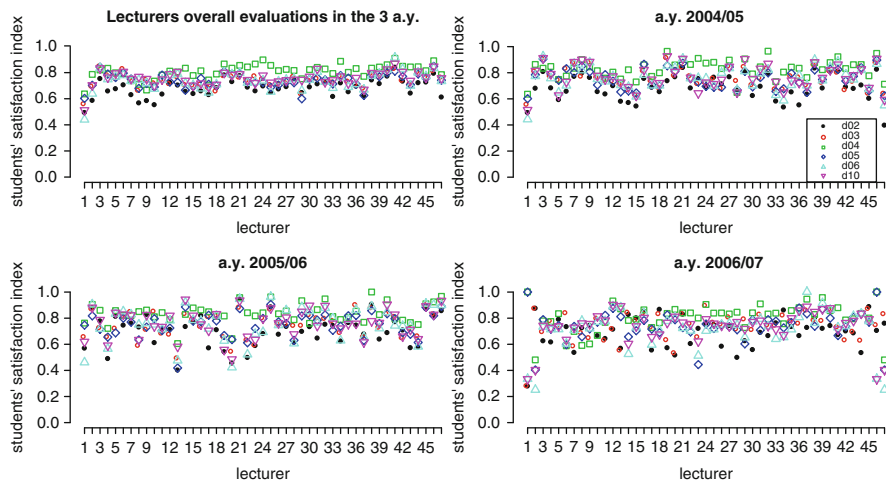 Lecturers overall evaluations in the 3 a.y.
students' satisfaction index
1.0
0.8
0.6
0.4
0.2
0.0
1 3 5 7 9 12 15 18 21 24 27 30 33 36 39 42 45
lecturer
a.y. 2004/05
students' satisfaction index
1.0
0.8
0.6
0.4
0.2
0.0
d02
d03
d04
d05
d06
d10
1 3 5 7 9 12 15 18 21 24 27 30 33 36 39 42 45
lecturer
a.y. 2005/06
students' satisfaction index
1.0
0.8
0.6
0.4
0.2
0.0
1 3 5 7 9 12 15 18 21 24 27 30 33 36 39 42 45
lecturer
a.y. 2006/07
students' satisfaction index
1.0
0.8
0.6
0.4
0.2
0.0
1 3 5 7 9 12 15 18 21 24 27 30 33 36 39 42 45
lecturer